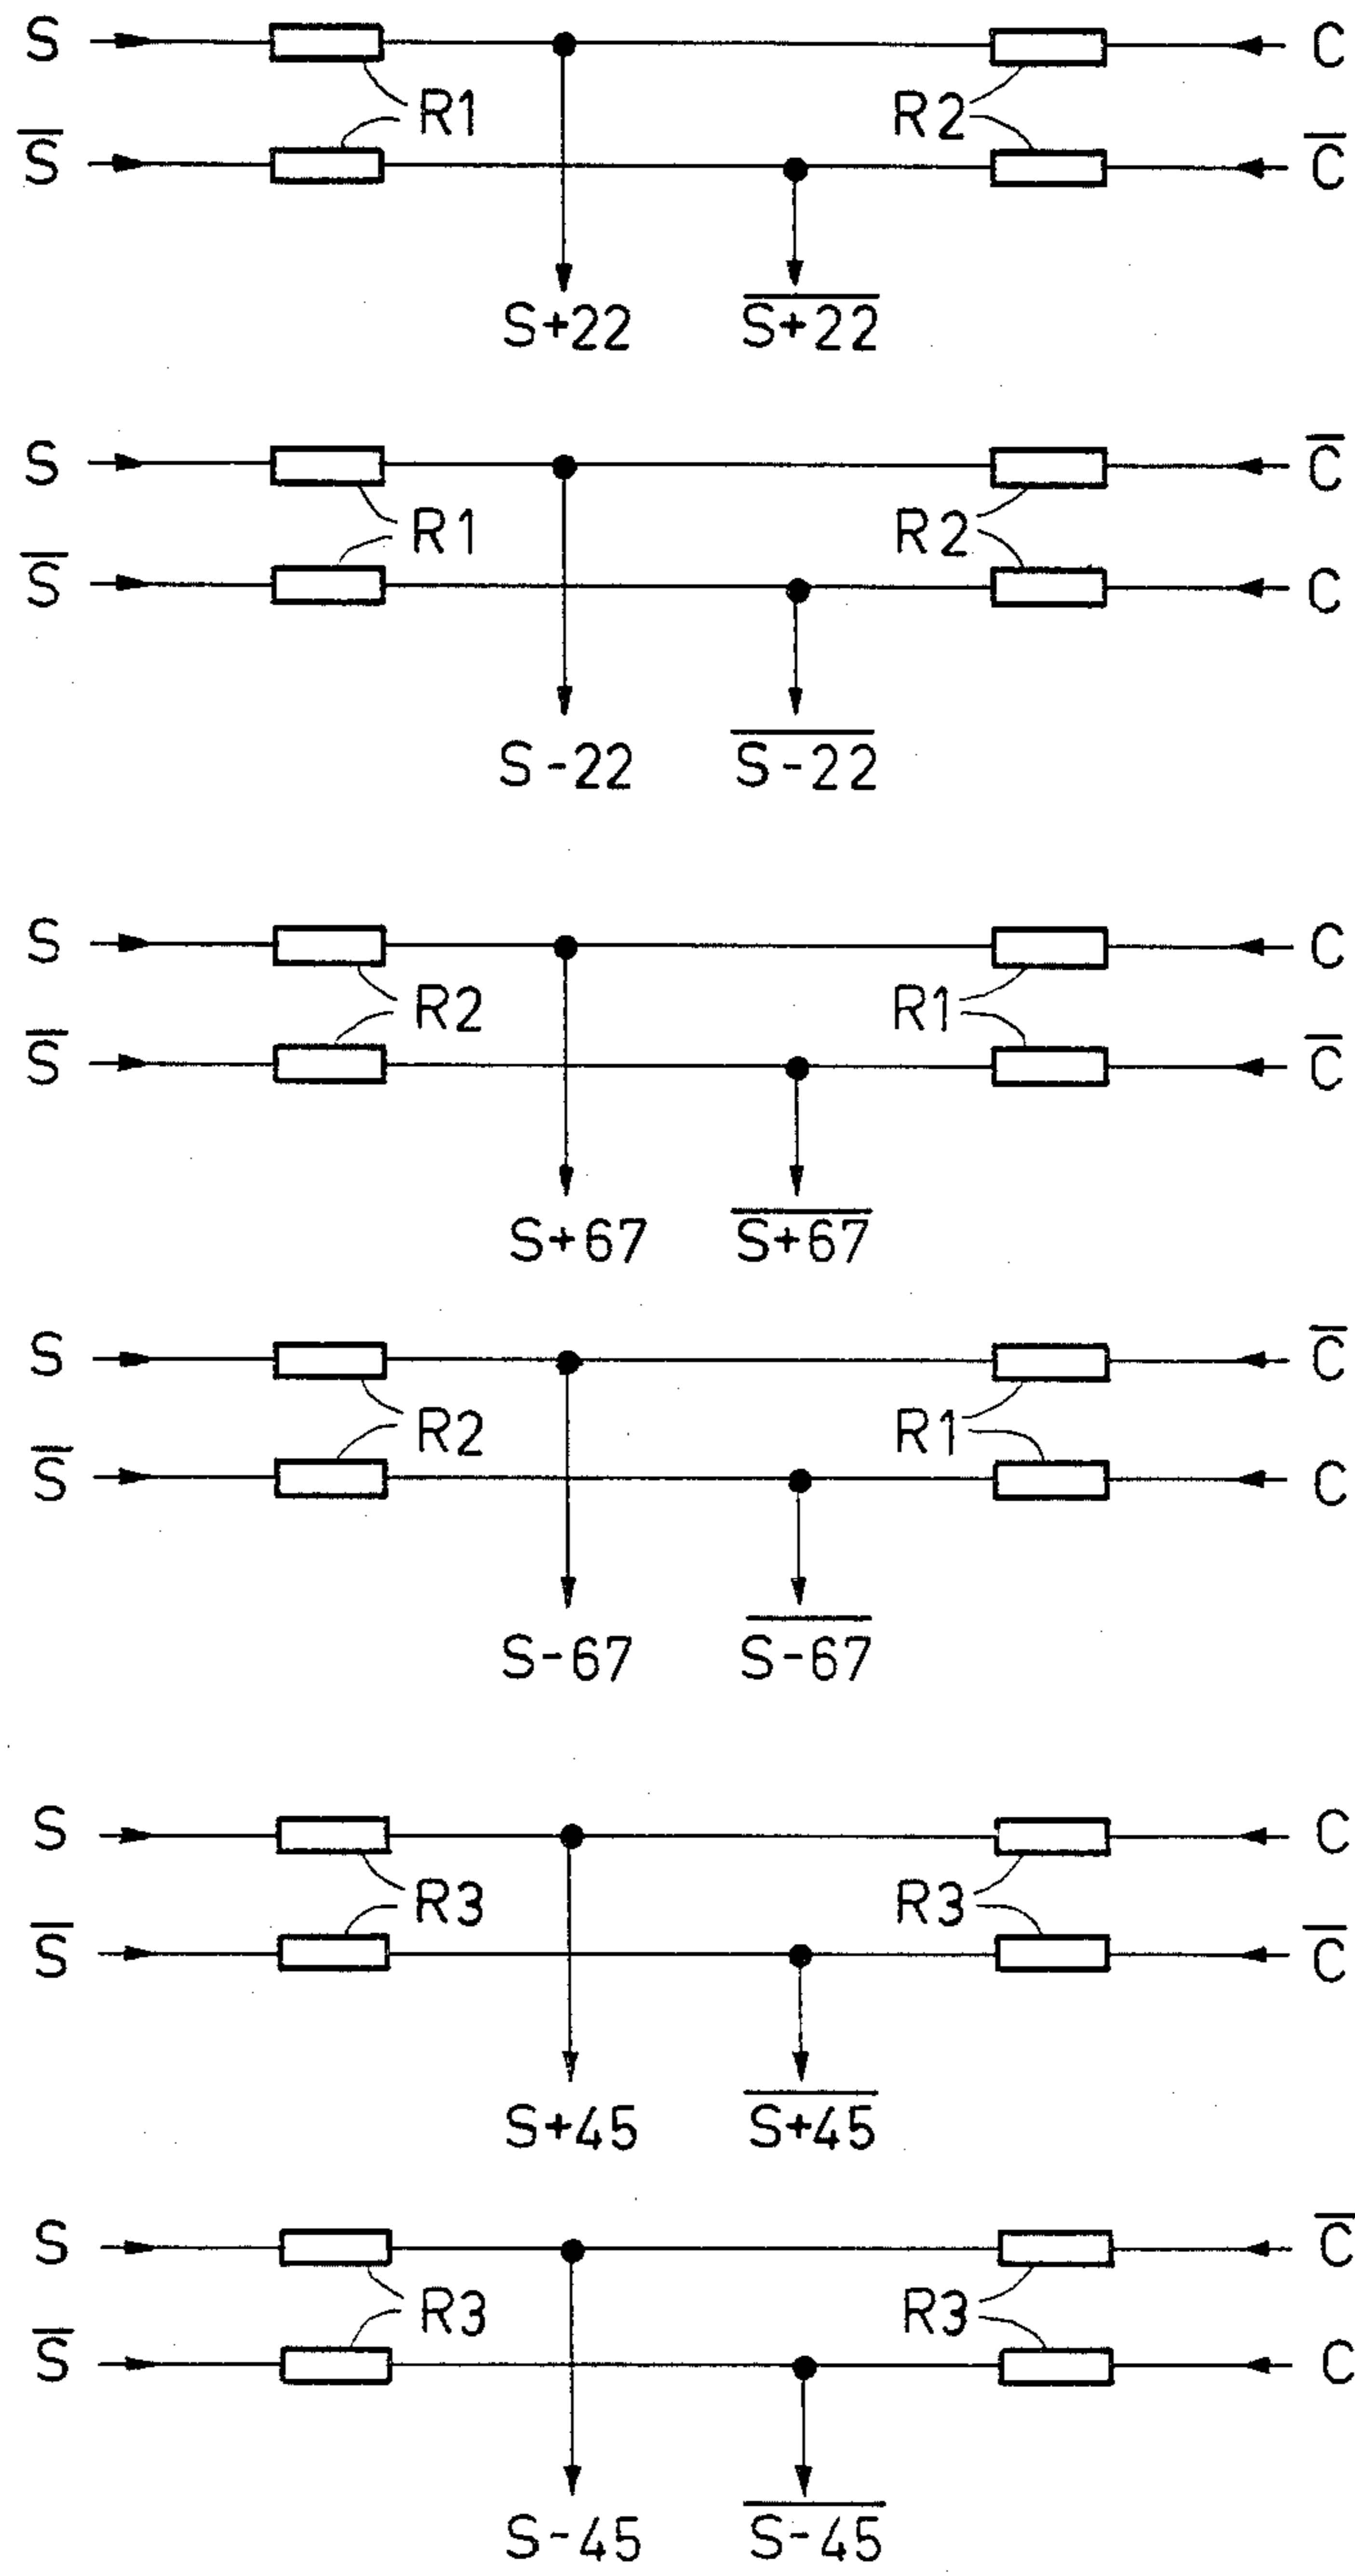 S C
R1 R2
S̅ C̅
S+22 S̅+̅2̅2̅
S C̅
R1 R2
S̅ C
S-22 S̅-̅2̅2̅
S C
R2 R1
S̅ C̅
S+67 S̅+̅6̅7̅
S C̅
R2 R1
S̅ C
S-67 S̅-̅6̅7̅
S C
R3 R3
S̅ C̅
S+45 S̅+̅4̅5̅
S C̅
R3 R3
S̅ C
S-45 S̅-̅4̅5̅